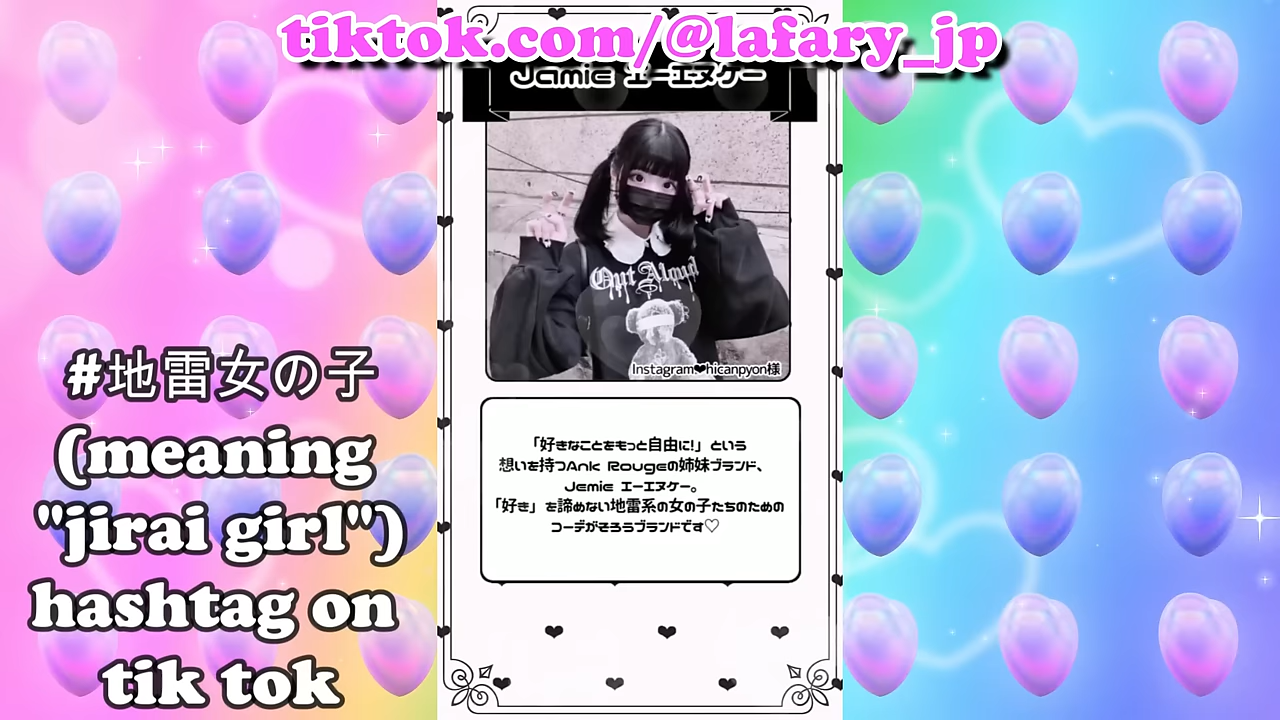 tiktok.com/@lafary_jp
Jamie エーエヌケー
Out Aloud
Instagram❤hicanpyon様
「好きなことをもっと自由に!」という
想いを持つAnk Rougeの姉妹ブランド、
Jemie エーエヌケー。
「好き」を諦めない地雷系の女の子たちのための
コーデがそろうブランドです♡
#地雷女の子
(meaning
"jirai girl")
hashtag on
tik tok